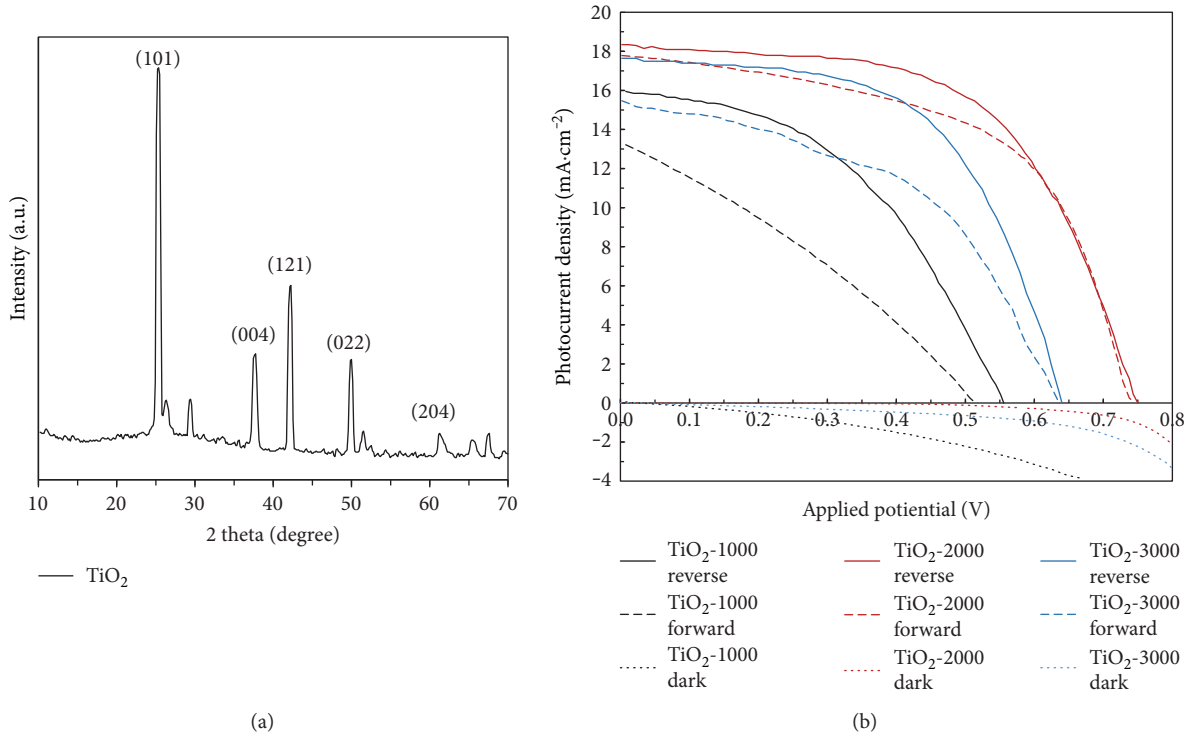 (101)
(004)
(121)
(022)
(204)
Intensity (a.u.)
10 20 30 40 50 60 70
2 theta (degree)
TiO₂
(a)
20
18
16
14
12
10
8
6
4
2
0
−2
−4
0.0 0.1 0.2 0.3 0.4 0.5 0.6 0.7 0.8
Photocurrent density (mA·cm⁻²)
Applied potiential (V)
TiO₂-1000 reverse
TiO₂-1000 forward
TiO₂-1000 dark
TiO₂-2000 reverse
TiO₂-2000 forward
TiO₂-2000 dark
TiO₂-3000 reverse
TiO₂-3000 forward
TiO₂-3000 dark
(b)